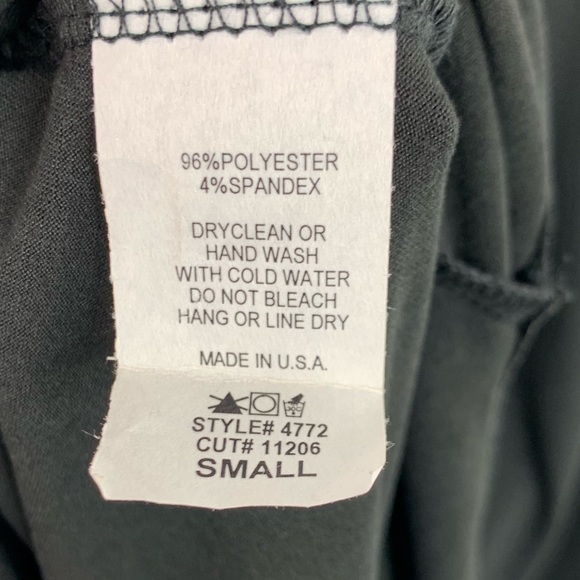 96%POLYESTER
4%SPANDEX
DRYCLEAN OR
HAND WASH
WITH COLD WATER
DO NOT BLEACH
HANG OR LINE DRY
MADE IN U.S.A.
STYLE# 4772
CUT# 11206
SMALL